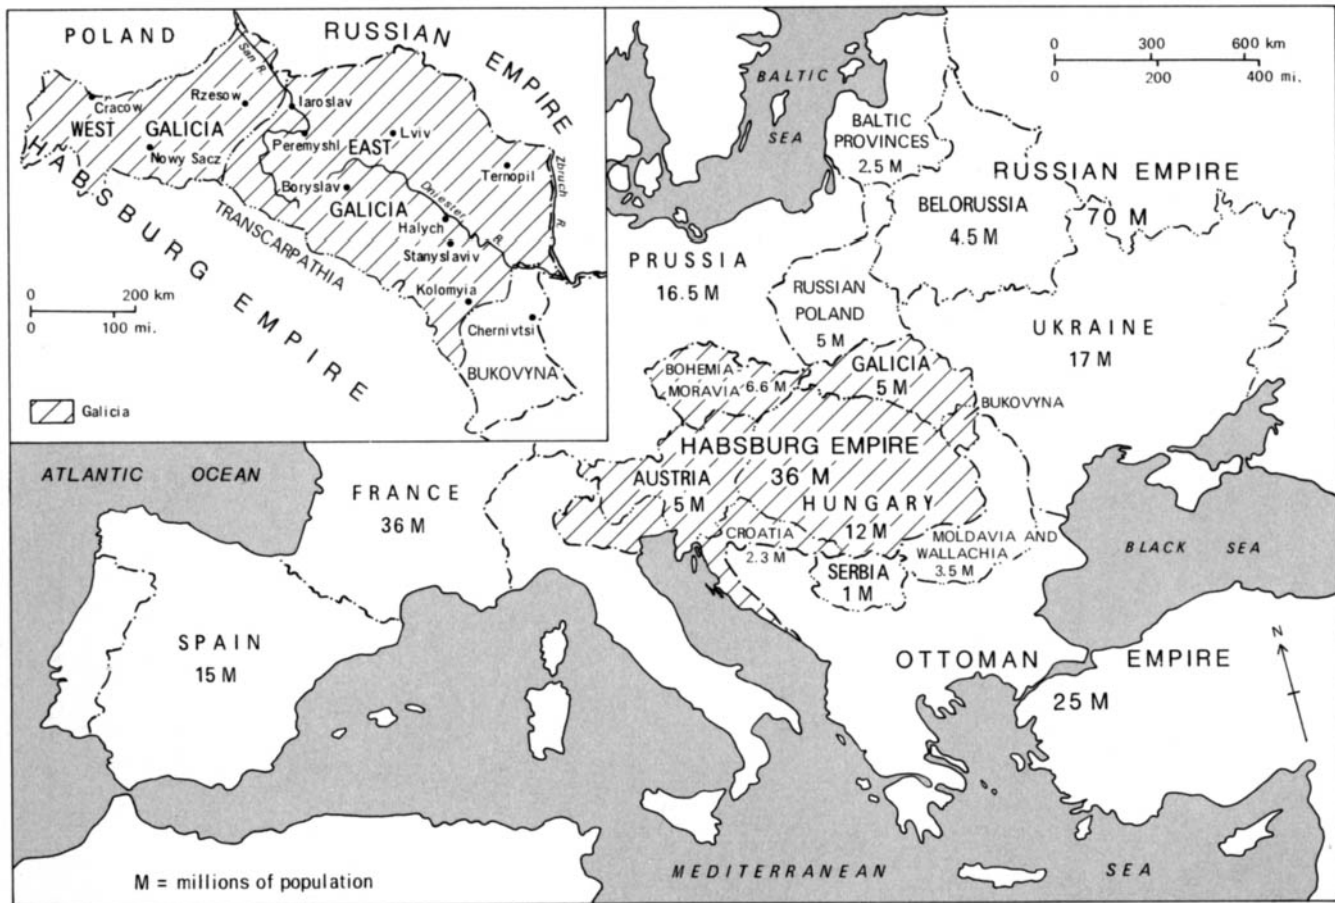 POLAND
RUSSIAN
EMPIRE
San R.
Cracow
Rzesow
Iaroslav
WEST GALICIA
Nowy Sacz
Peremyshl
Lviv
EAST
GALICIA
Ternopil
Zbruch R.
Boryslav
Dniester R.
Halych
Stanyslaviv
Kolomyia
Chernivtsi
BUKOVYNA
TRANSCARPATHIA
HABSBURG EMPIRE
0 200 km
0 100 mi.
Galicia
0 300 600 km
0 200 400 mi.
BALTIC
SEA
BALTIC
PROVINCES
2.5 M
RUSSIAN EMPIRE
70 M
BELORUSSIA
4.5 M
PRUSSIA
16.5 M
RUSSIAN
POLAND
5 M
UKRAINE
17 M
BOHEMIA
MORAVIA
6.6 M
GALICIA
5 M
BUKOVYNA
HABSBURG EMPIRE
36 M
AUSTRIA
5 M
HUNGARY
12 M
CROATIA
2.3 M
MOLDAVIA AND
WALLACHIA
3.5 M
SERBIA
1 M
ATLANTIC OCEAN
FRANCE
36 M
SPAIN
15 M
BLACK SEA
OTTOMAN EMPIRE
25 M
N
MEDITERRANEAN SEA
M = millions of population